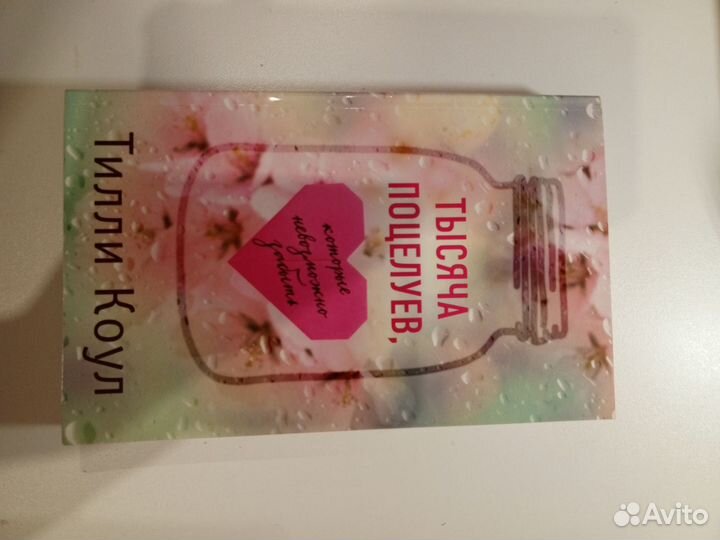 ТЫСЯЧА
ПОЦЕЛУЕВ,
которые
невозможно
забыть
Тилли Коул
Avito